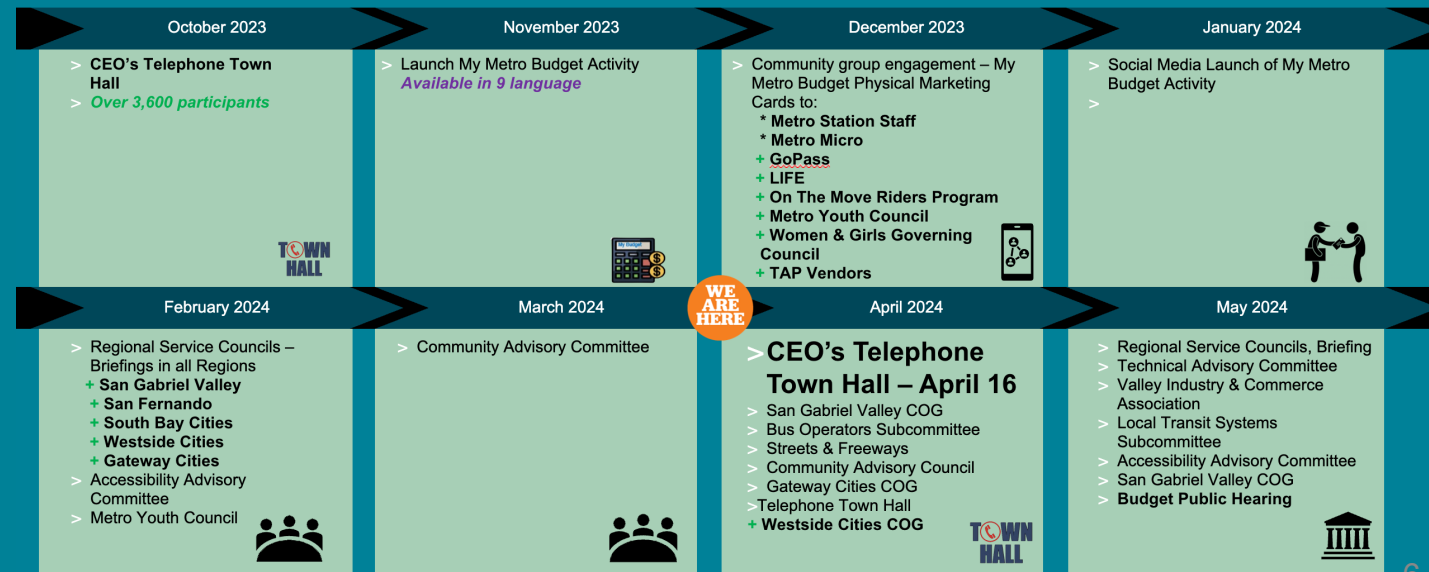 October 2023
> CEO's Telephone Town
Hall
> Over 3,600 participants
TOWN
HALL
November 2023
> Launch My Metro Budget Activity
Available in 9 language
My Budget
$
$
December 2023
> Community group engagement – My
Metro Budget Physical Marketing
Cards to:
* Metro Station Staff
* Metro Micro
+ GoPass
+ LIFE
+ On The Move Riders Program
+ Metro Youth Council
+ Women & Girls Governing
Council
+ TAP Vendors
January 2024
> Social Media Launch of My Metro
Budget Activity
>
February 2024
> Regional Service Councils –
Briefings in all Regions
+ San Gabriel Valley
+ San Fernando
+ South Bay Cities
+ Westside Cities
+ Gateway Cities
> Accessibility Advisory
Committee
> Metro Youth Council
March 2024
> Community Advisory Committee
WE
ARE
HERE
April 2024
> CEO's Telephone
Town Hall – April 16
> San Gabriel Valley COG
> Bus Operators Subcommittee
> Streets & Freeways
> Community Advisory Council
> Gateway Cities COG
>Telephone Town Hall
+ Westside Cities COG
TOWN
HALL
May 2024
> Regional Service Councils, Briefing
> Technical Advisory Committee
> Valley Industry & Commerce
Association
> Local Transit Systems
Subcommittee
> Accessibility Advisory Committee
> San Gabriel Valley COG
> Budget Public Hearing